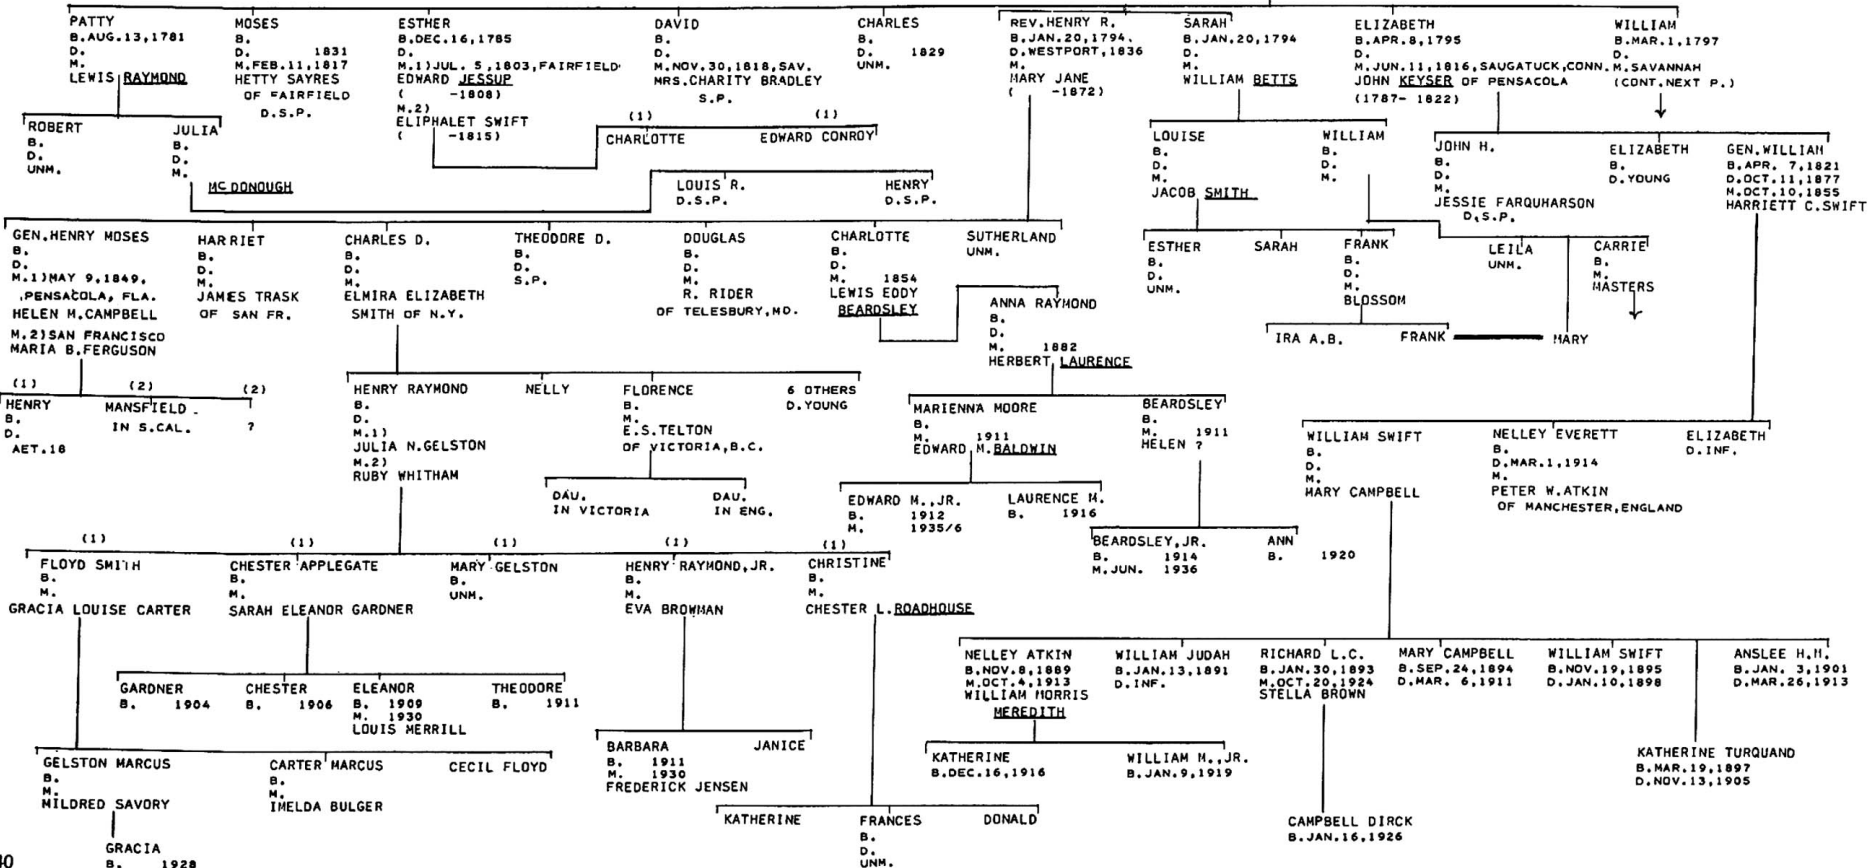 PATTY
B.AUG.13,1781
D.
M.
LEWIS RAYMOND
MOSES
B.
D. 1831
M.FEB.11,1817
HETTY SAYRES
OF FAIRFIELD
D.S.P.
ESTHER
B.DEC.16,1785
D.
M.1)JUL. 5,1803,FAIRFIELD
EDWARD JESSUP
( -1808)
M.2)
ELIPHALET SWIFT
( -1815)
DAVID
B.
D.
M.NOV.30,1818,SAV.
MRS.CHARITY BRADLEY
S.P.
CHARLES
B.
D. 1829
UNM.
REV.HENRY R.
B.JAN.20,1794.
D.WESTPORT,1836
M.
MARY JANE
( -1872)
SARAH
B.JAN.20,1794
D.
M.
WILLIAM BETTS
ELIZABETH
B.APR.8,1795
D.
M.JUN.11,1816,SAUGATUCK,CONN.
JOHN KEYSER OF PENSACOLA
(1787- 1822)
WILLIAM
B.MAR.1,1797
D.
M.SAVANNAH
(CONT.NEXT P.)
ROBERT
B.
D.
UNM.
JULIA
B.
D.
M.
MCDONOUGH
(1)
CHARLOTTE
(1)
EDWARD CONROY
LOUIS R.
D.S.P.
HENRY
D.S.P.
LOUISE
B.
D.
M.
JACOB SMITH
WILLIAM
B.
D.
M.
JOHN H.
B.
D.
M.
JESSIE FARQUHARSON
D.S.P.
ELIZABETH
B.
D.YOUNG
GEN.WILLIAM
B.APR. 7,1821
D.OCT.11,1877
M.OCT.10,1855
HARRIETT C.SWIFT
GEN.HENRY MOSES
B.
D.
M.1)MAY 9,1849,
PENSACOLA, FLA.
HELEN M.CAMPBELL
M.2)SAN FRANCISCO
MARIA B.FERGUSON
HARRIET
B.
D.
M.
JAMES TRASK
OF SAN FR.
CHARLES D.
B.
D.
M.
ELMIRA ELIZABETH
SMITH OF N.Y.
THEODORE D.
B.
D.
S.P.
DOUGLAS
B.
D.
M.
R. RIDER
OF TELESBURY,MD.
CHARLOTTE
B.
D.
M. 1854
LEWIS EDDY
BEARDSLEY
SUTHERLAND
UNM.
ANNA RAYMOND
B.
D.
M. 1882
HERBERT LAURENCE
ESTHER
B.
D.
UNM.
SARAH
FRANK
B.
D.
M.
BLOSSOM
LEILA
UNM.
CARRIE
B.
M.
MASTERS
IRA A.B.
FRANK
MARY
(1)
HENRY
B.
D.
AET.18
(2)
MANSFIELD
IN S.CAL.
(2)
?
HENRY RAYMOND
B.
D.
M.1)
JULIA N.GELSTON
M.2)
RUBY WHITHAM
NELLY
FLORENCE
B.
M.
E.S.TELTON
OF VICTORIA,B.C.
6 OTHERS
D.YOUNG
MARIENNA MOORE
B.
M. 1911
EDWARD M.BALDWIN
BEARDSLEY
B.
M. 1911
HELEN ?
WILLIAM SWIFT
B.
D.
M.
MARY CAMPBELL
NELLEY EVERETT
B.
D.MAR.1,1914
M.
PETER W.ATKIN
OF MANCHESTER,ENGLAND
ELIZABETH
D.INF.
DAU.
IN VICTORIA
DAU.
IN ENG.
EDWARD M.,JR.
B. 1912
M. 1935/6
LAURENCE M.
B. 1916
BEARDSLEY,JR.
B. 1914
M.JUN. 1936
ANN
B. 1920
(1)
FLOYD SMITH
B.
M.
GRACIA LOUISE CARTER
(1)
CHESTER APPLEGATE
B.
M.
SARAH ELEANOR GARDNER
(1)
MARY GELSTON
B.
UNM.
(1)
HENRY RAYMOND,JR.
B.
M.
EVA BROWMAN
(1)
CHRISTINE
B.
M.
CHESTER L.ROADHOUSE
NELLEY ATKIN
B.NOV.8,1889
M.OCT.4,1913
WILLIAM MORRIS
MEREDITH
WILLIAM JUDAH
B.JAN.13,1891
D.INF.
RICHARD L.C.
B.JAN.30,1893
M.OCT.20,1924
STELLA BROWN
MARY CAMPBELL
B.SEP.24,1894
D.MAR. 6,1911
WILLIAM SWIFT
B.NOV.19,1895
D.JAN.10,1898
ANSLEE H.H.
B.JAN. 3,1901
D.MAR.26,1913
GARDNER
B. 1904
CHESTER
B. 1906
ELEANOR
B. 1909
M. 1930
LOUIS MERRILL
THEODORE
B. 1911
BARBARA
B. 1911
M. 1930
FREDERICK JENSEN
JANICE
KATHERINE
B.DEC.16,1916
WILLIAM M.,JR.
B.JAN.9,1919
KATHERINE TURQUAND
B.MAR.19,1897
D.NOV.13,1905
GELSTON MARCUS
B.
M.
MILDRED SAVORY
CARTER MARCUS
B.
M.
IMELDA BULGER
CECIL FLOYD
KATHERINE
FRANCES
B.
D.
UNM.
DONALD
CAMPBELL DIRCK
B.JAN.16,1926
GRACIA
B. 1928